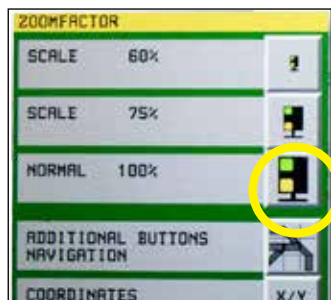 ZOOMFACTOR
SCALE 60%
SCALE 75%
NORMAL 100%
ADDITIONAL BUTTONS
NAVIGATION
COORDINATES X/Y